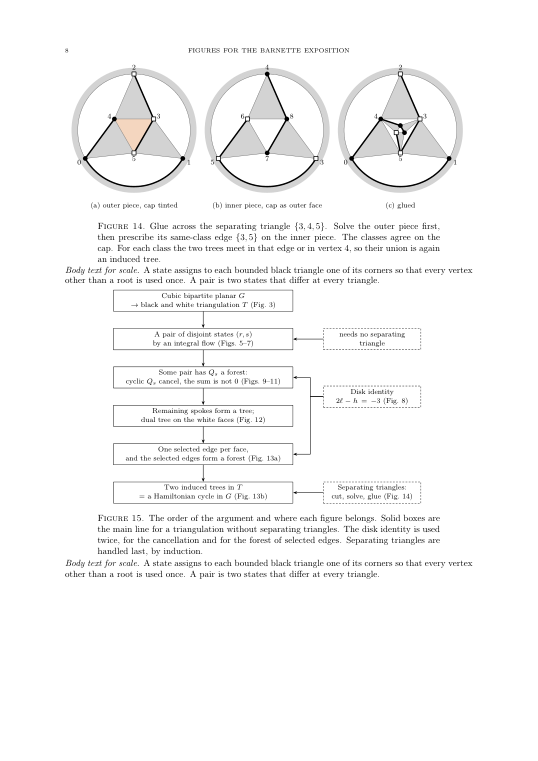 8 FIGURES FOR THE BARNETTE EXPOSITION
2 4 2
4 3 6 8 4 3
5 7 5
0 1 5 3 0 1
(a) outer piece, cap tinted (b) inner piece, cap as outer face (c) glued
FIGURE 14. Glue across the separating triangle {3, 4, 5}. Solve the outer piece first,
then prescribe its same-class edge {3, 5} on the inner piece. The classes agree on the
cap. For each class the two trees meet in that edge or in vertex 4, so their union is again
an induced tree.
Body text for scale. A state assigns to each bounded black triangle one of its corners so that every vertex
other than a root is used once. A pair is two states that differ at every triangle.
Cubic bipartite planar G
→ black and white triangulation T (Fig. 3)
A pair of disjoint states (r, s)
by an integral flow (Figs. 5–7)
needs no separating
triangle
Some pair has Qs a forest:
cyclic Qs cancel, the sum is not 0 (Figs. 9–11)
Disk identity
2ℓ − h = −3 (Fig. 8)
Remaining spokes form a tree;
dual tree on the white faces (Fig. 12)
One selected edge per face,
and the selected edges form a forest (Fig. 13a)
Two induced trees in T
= a Hamiltonian cycle in G (Fig. 13b)
Separating triangles:
cut, solve, glue (Fig. 14)
FIGURE 15. The order of the argument and where each figure belongs. Solid boxes are
the main line for a triangulation without separating triangles. The disk identity is used
twice, for the cancellation and for the forest of selected edges. Separating triangles are
handled last, by induction.
Body text for scale. A state assigns to each bounded black triangle one of its corners so that every vertex
other than a root is used once. A pair is two states that differ at every triangle.